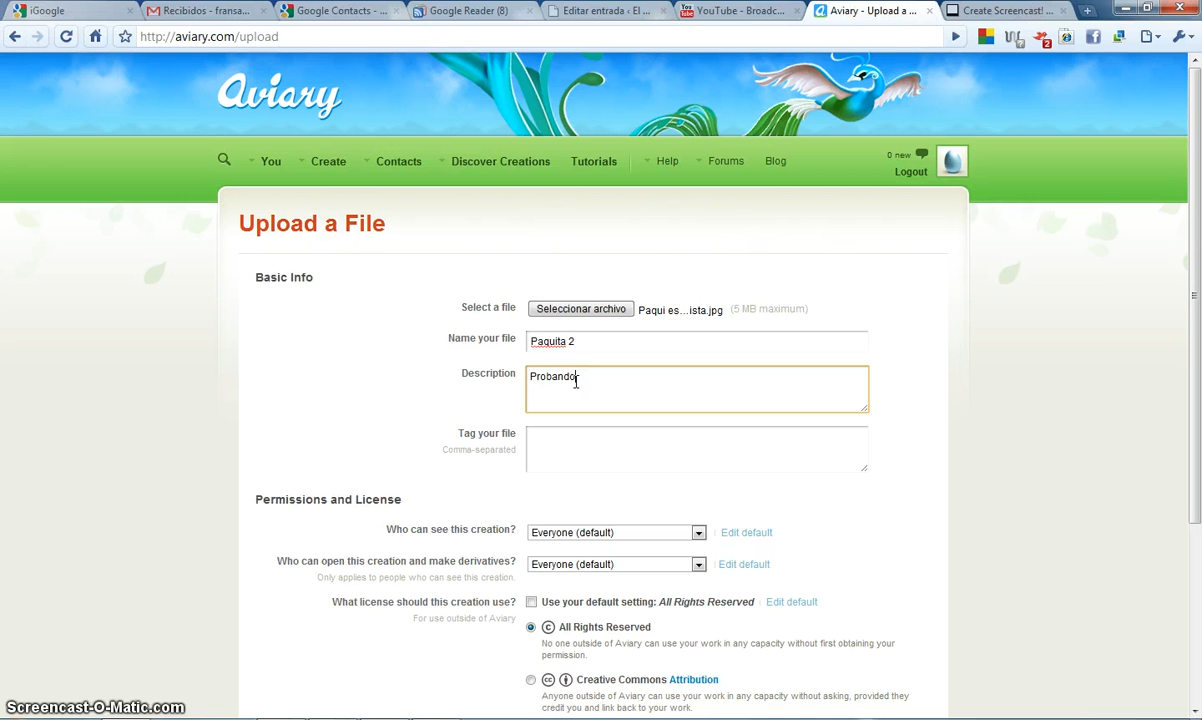 iGoogle
Recibidos - fransa...
Google Contacts - ...
Google Reader (8)
Editar entrada ‹ El ...
YouTube - Broadc...
Aviary - Upload a ...
Create Screencast! ...
http://aviary.com/upload
2
Aviary
You
Create
Contacts
Discover Creations
Tutorials
Help
Forums
Blog
0 new
Logout
Upload a File
Basic Info
Select a file
Seleccionar archivo
Paqui es...ista.jpg
(5 MB maximum)
Name your file
Paquita 2
Description
Probando
Tag your file
Comma-separated
Permissions and License
Who can see this creation?
Everyone (default)
Edit default
Who can open this creation and make derivatives?
Everyone (default)
Edit default
Only applies to people who can see this creation.
What license should this creation use?
Use your default setting: All Rights Reserved
Edit default
For use outside of Aviary
All Rights Reserved
No one outside of Aviary can use your work in any capacity without first obtaining your
permission.
Creative Commons Attribution
Anyone outside of Aviary can use your work in any capacity without asking, provided they
credit you and link back to your work.
Screencast-O-Matic.com